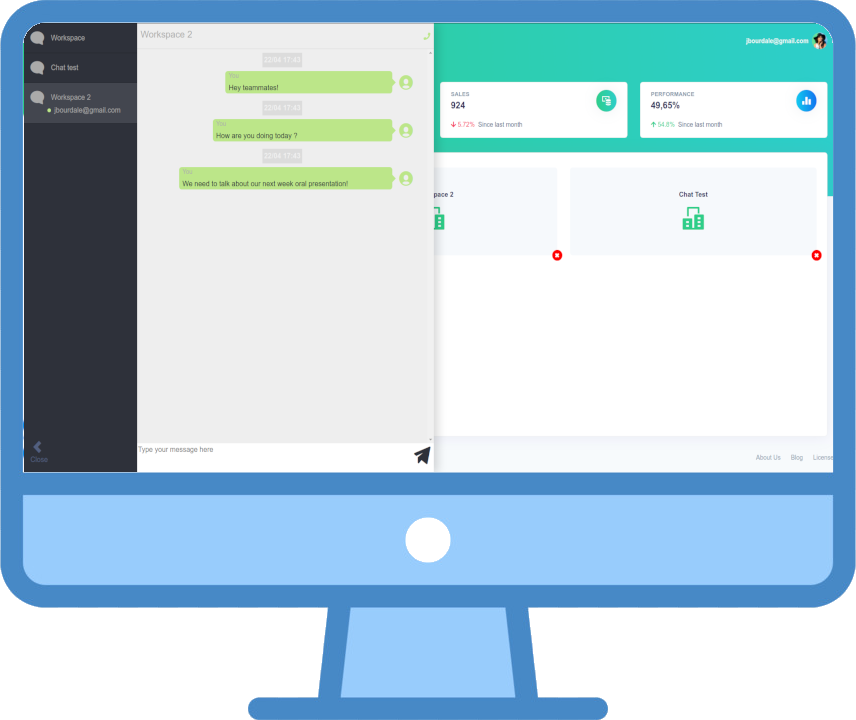 Workspace
Chat test
Workspace 2
jbourdale@gmail.com
Close
Workspace 2
22/04 17:43
You
Hey teammates!
22/04 17:43
You
How are you doing today ?
22/04 17:43
You
We need to talk about our next week oral presentation!
Type your message here
jbourdale@gmail.com
SALES
924
5.72% Since last month
PERFORMANCE
49,65%
54.8% Since last month
pace 2
Chat Test
About Us Blog License